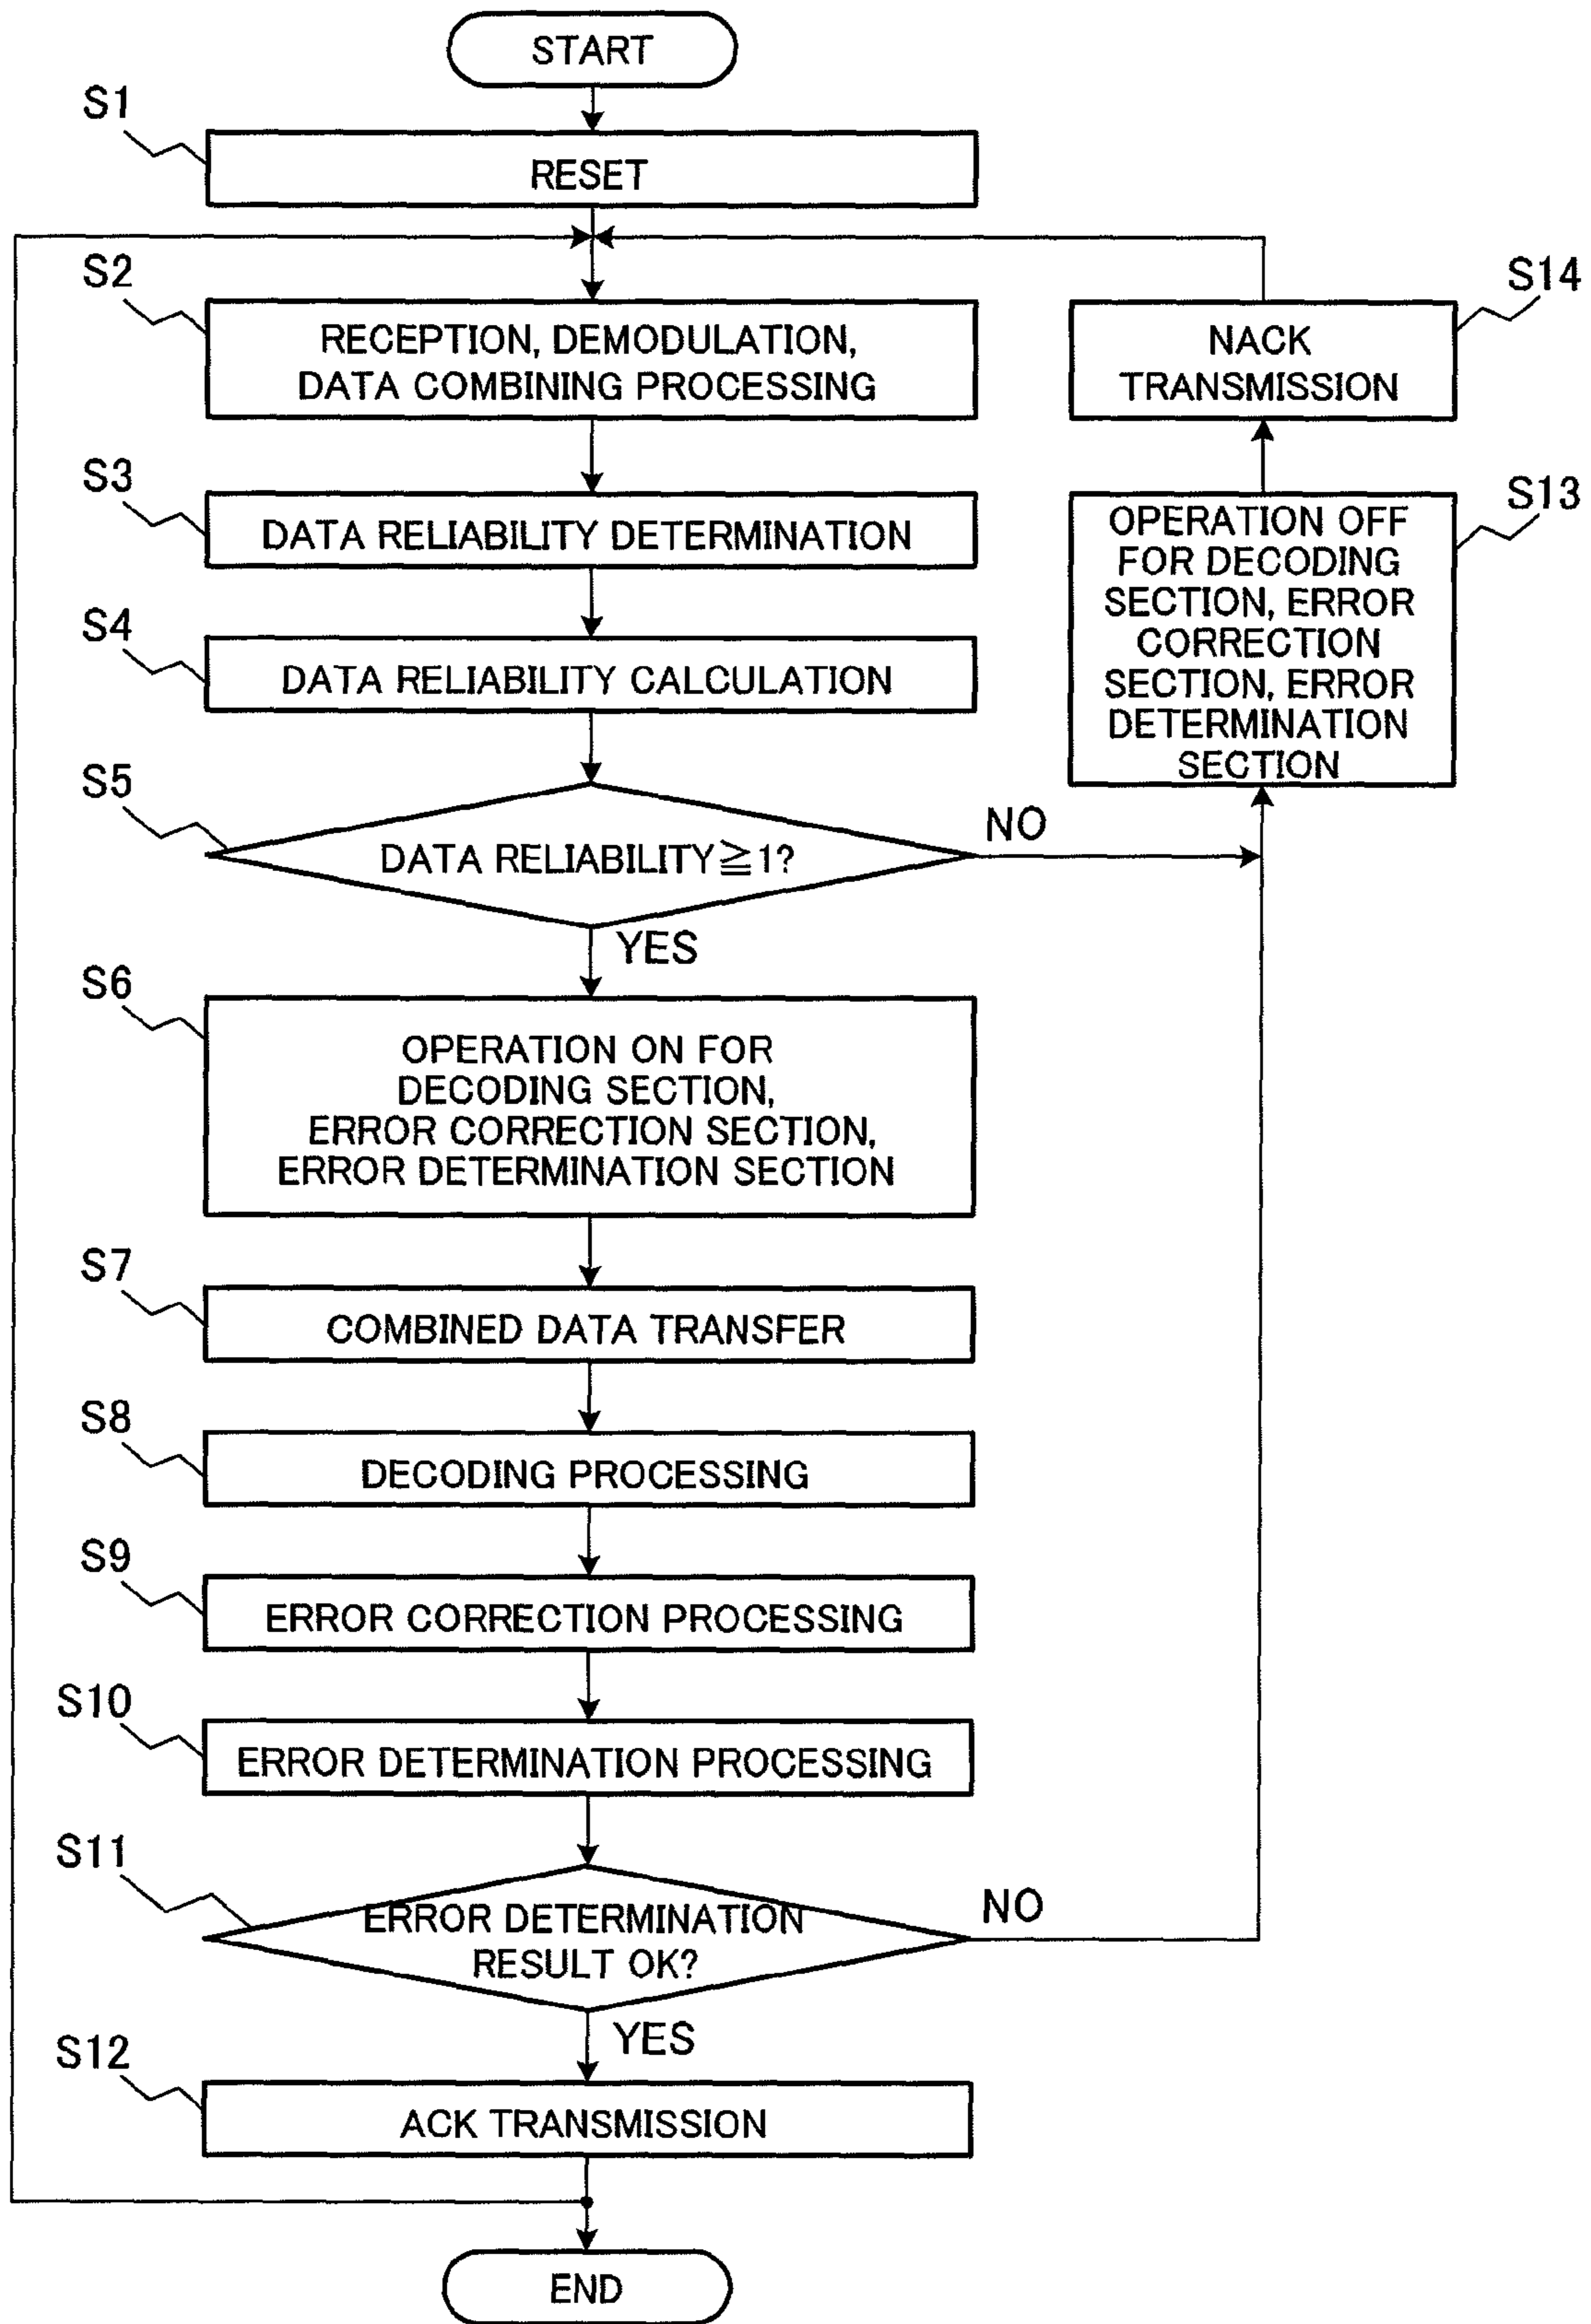 START
S1
RESET
S2
RECEPTION, DEMODULATION,
DATA COMBINING PROCESSING
S14
NACK
TRANSMISSION
S3
DATA RELIABILITY DETERMINATION
S13
OPERATION OFF
FOR DECODING
SECTION, ERROR
CORRECTION
SECTION, ERROR
DETERMINATION
SECTION
S4
DATA RELIABILITY CALCULATION
S5
DATA RELIABILITY≧1?
NO
YES
S6
OPERATION ON FOR
DECODING SECTION,
ERROR CORRECTION SECTION,
ERROR DETERMINATION SECTION
S7
COMBINED DATA TRANSFER
S8
DECODING PROCESSING
S9
ERROR CORRECTION PROCESSING
S10
ERROR DETERMINATION PROCESSING
S11
ERROR DETERMINATION
RESULT OK?
NO
YES
S12
ACK TRANSMISSION
END